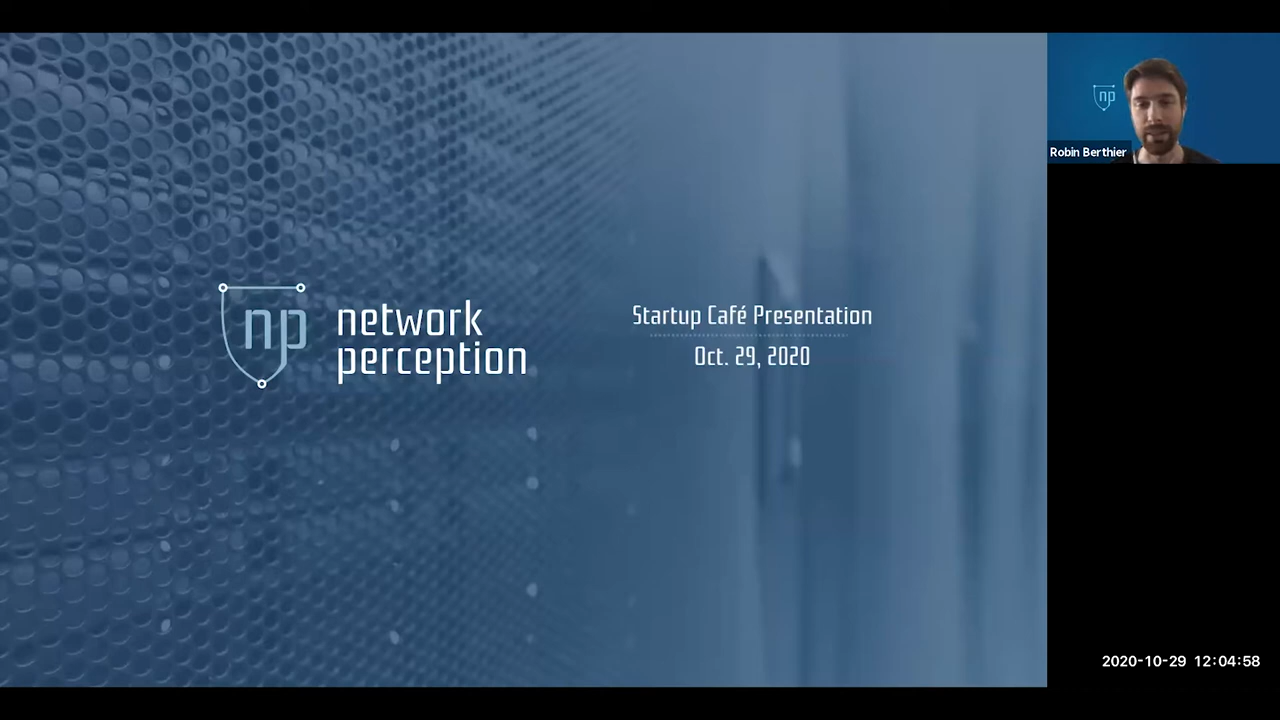 np
network
perception
Startup Café Presentation
Oct. 29, 2020
np
Robin Berthier
2020-10-29 12:04:58